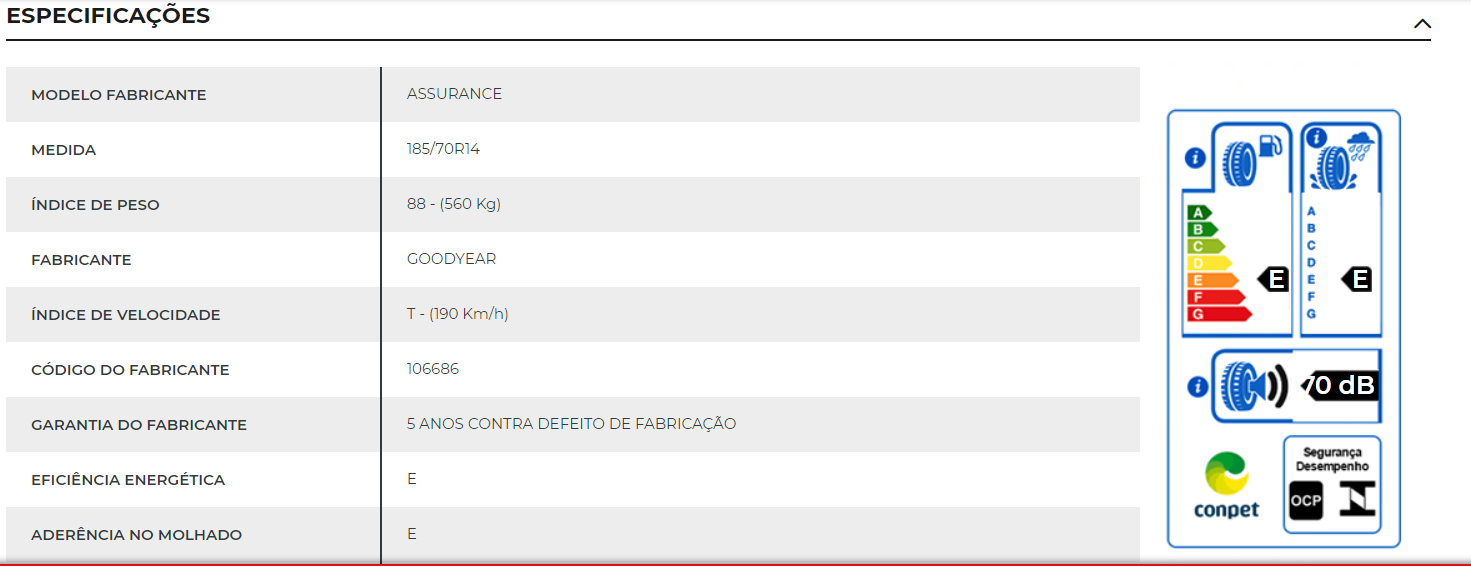 ESPECIFICAÇÕES
MODELO FABRICANTE ASSURANCE
MEDIDA 185/70R14
ÍNDICE DE PESO 88 - (560 Kg)
FABRICANTE GOODYEAR
ÍNDICE DE VELOCIDADE T - (190 Km/h)
CÓDIGO DO FABRICANTE 106686
GARANTIA DO FABRICANTE 5 ANOS CONTRA DEFEITO DE FABRICAÇÃO
EFICIÊNCIA ENERGÉTICA E
ADERÊNCIA NO MOLHADO E
i
i
A
B
C
D
E
F
G
E
A
B
C
D
E
F
G
E
i
70 dB
conpet
Segurança
Desempenho
OCP